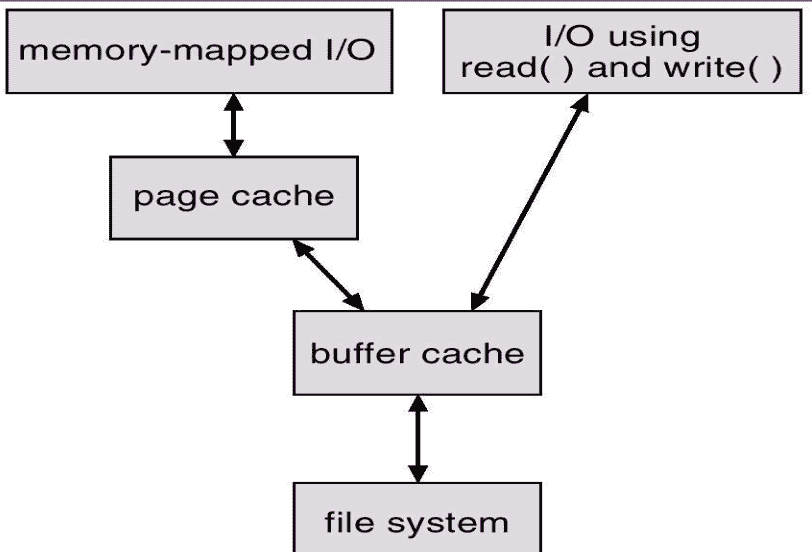 memory-mapped I/O
I/O using
read( ) and write( )
page cache
buffer cache
file system